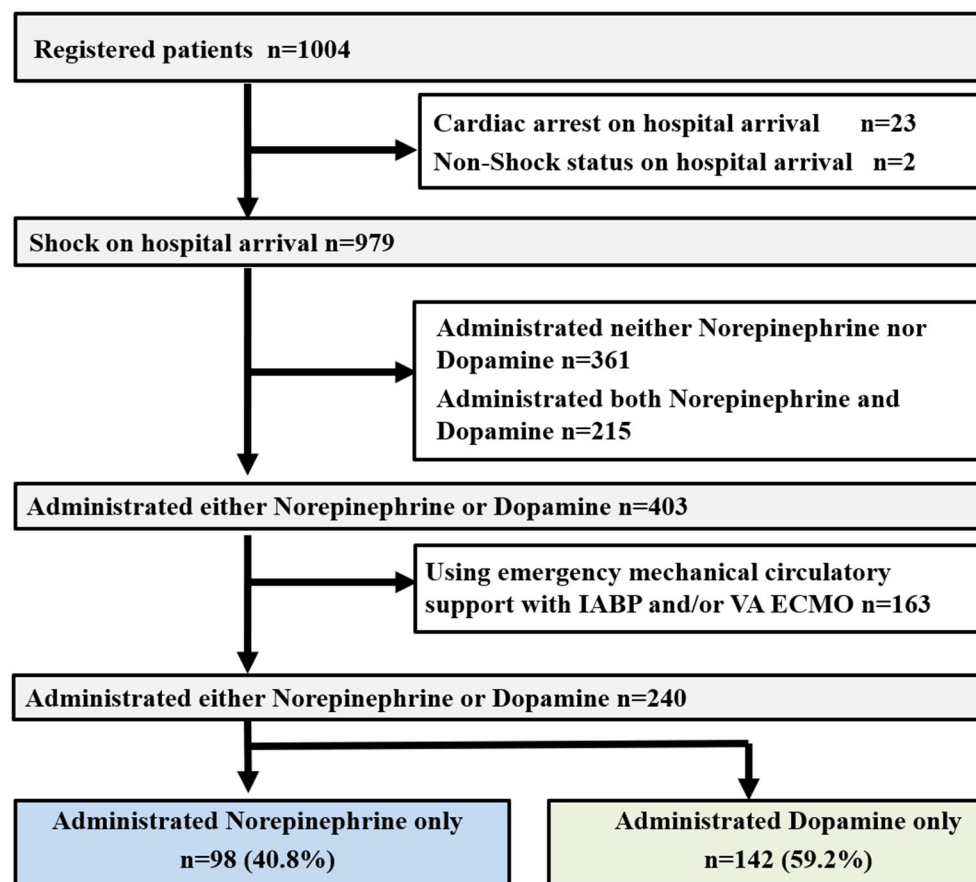 Registered patients n=1004
Cardiac arrest on hospital arrival n=23
Non-Shock status on hospital arrival n=2
Shock on hospital arrival n=979
Administrated neither Norepinephrine nor
Dopamine n=361
Administrated both Norepinephrine and
Dopamine n=215
Administrated either Norepinephrine or Dopamine n=403
Using emergency mechanical circulatory
support with IABP and/or VA ECMO n=163
Administrated either Norepinephrine or Dopamine n=240
Administrated Norepinephrine only
n=98 (40.8%)
Administrated Dopamine only
n=142 (59.2%)